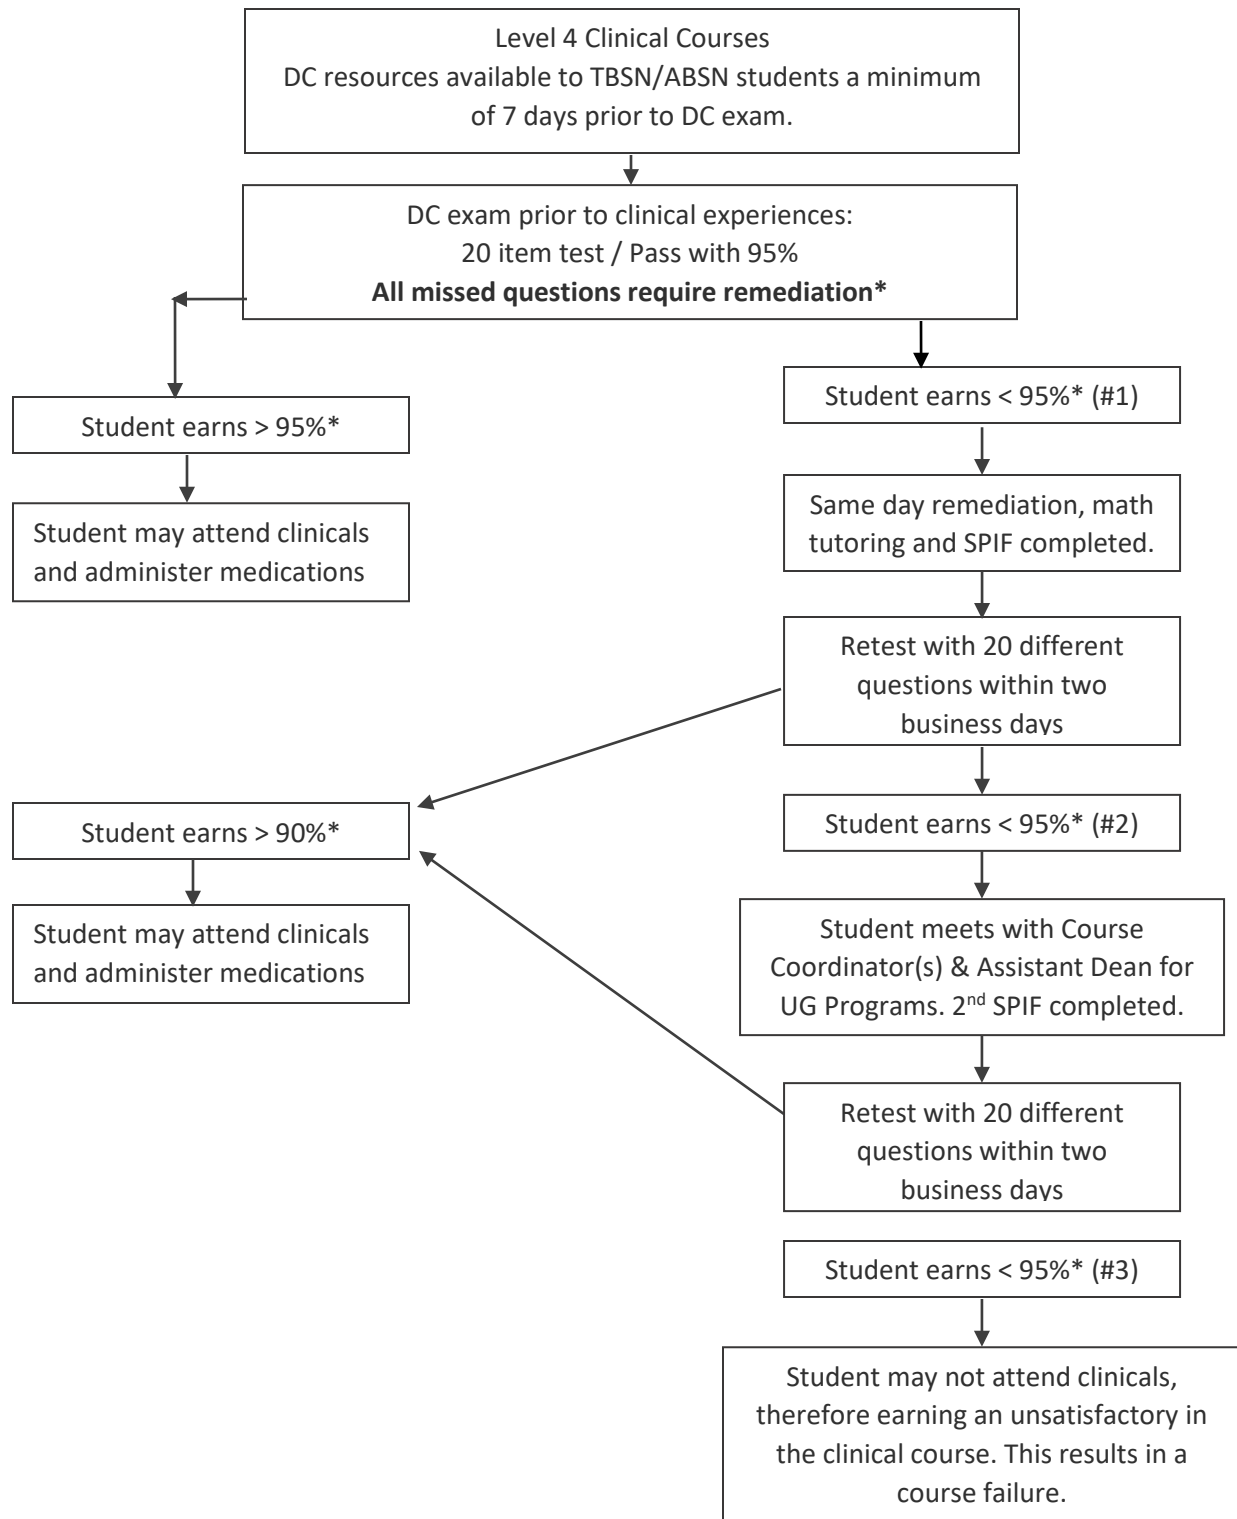 Level 4 Clinical Courses
DC resources available to TBSN/ABSN students a minimum
of 7 days prior to DC exam.
DC exam prior to clinical experiences:
20 item test / Pass with 95%
All missed questions require remediation*
Student earns < 95%* (#1)
Student earns > 95%*
Same day remediation, math
tutoring and SPIF completed.
Student may attend clinicals
and administer medications
Retest with 20 different
questions within two
business days
Student earns > 90%*
Student earns < 95%* (#2)
Student may attend clinicals
and administer medications
Student meets with Course
Coordinator(s) & Assistant Dean for
UG Programs. 2nd SPIF completed.
Retest with 20 different
questions within two
business days
Student earns < 95%* (#3)
Student may not attend clinicals,
therefore earning an unsatisfactory in
the clinical course. This results in a
course failure.